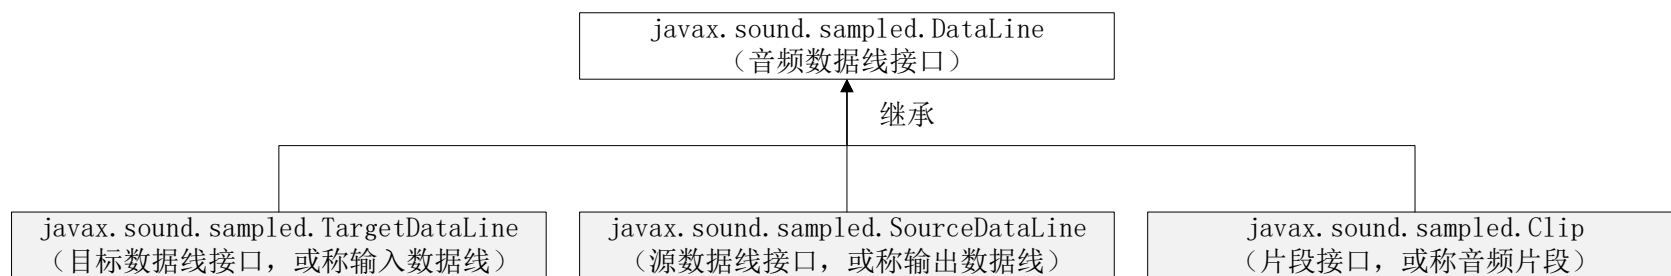 javax.sound.sampled.DataLine
（音频数据线接口）
继承
javax.sound.sampled.TargetDataLine
（目标数据线接口，或称输入数据线）
javax.sound.sampled.SourceDataLine
（源数据线接口，或称输出数据线）
javax.sound.sampled.Clip
（片段接口，或称音频片段）